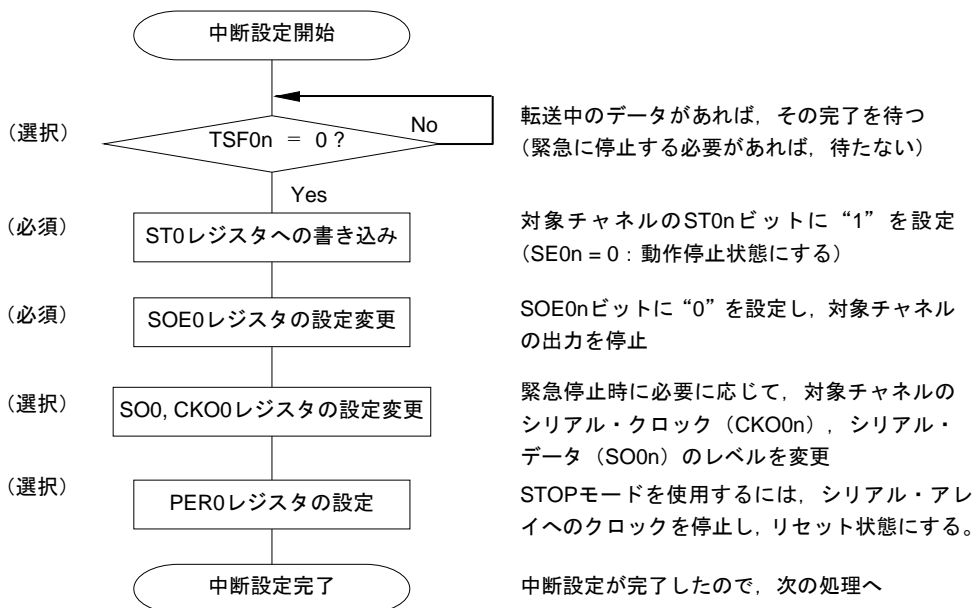 中断設定開始
（選択）
TSF0n ＝ 0？
No
転送中のデータがあれば，その完了を待つ
（緊急に停止する必要があれば，待たない）
Yes
（必須）
ST0レジスタへの書き込み
対象チャネルのST0nビットに“1”を設定
（SE0n = 0：動作停止状態にする）
（必須）
SOE0レジスタの設定変更
SOE0nビットに“0”を設定し，対象チャネル
の出力を停止
（選択）
SO0, CKO0レジスタの設定変更
緊急停止時に必要に応じて，対象チャネルの
シリアル・クロック（CKO0n），シリアル・
データ（SO0n）のレベルを変更
（選択）
PER0レジスタの設定
STOPモードを使用するには，シリアル・アレ
イへのクロックを停止し，リセット状態にする。
中断設定完了
中断設定が完了したので，次の処理へ